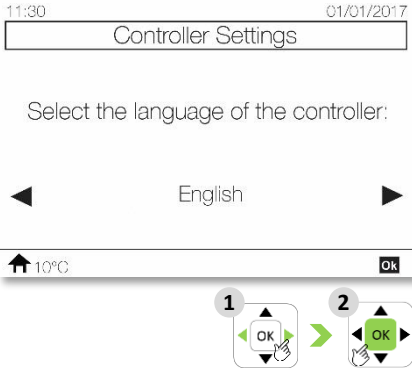 11:30 01/01/2017
Controller Settings
Select the language of the controller:
English
10°C Ok
1 2
OK OK